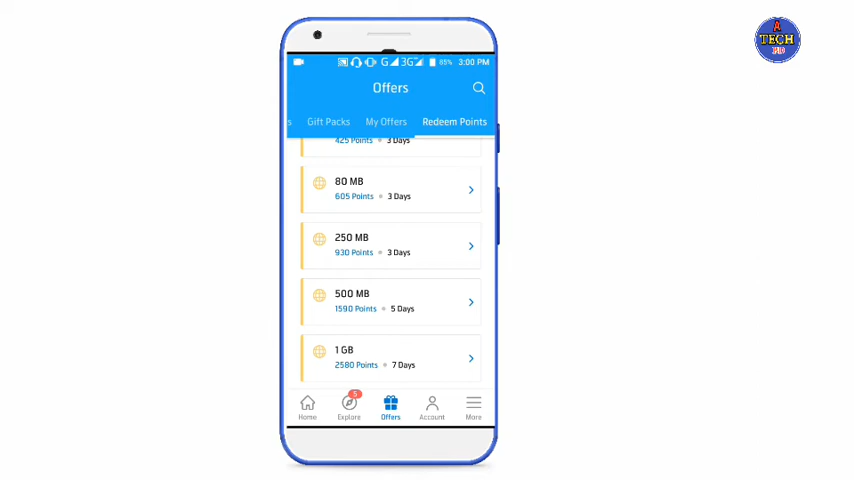 A
TECH
G 3G 85% 3:00 PM
Offers
s Gift Packs My Offers Redeem Points
425 Points 3 Days
80 MB
605 Points 3 Days
250 MB
930 Points 3 Days
500 MB
1590 Points 5 Days
1 GB
2580 Points 7 Days
5
Home Explore Offers Account More